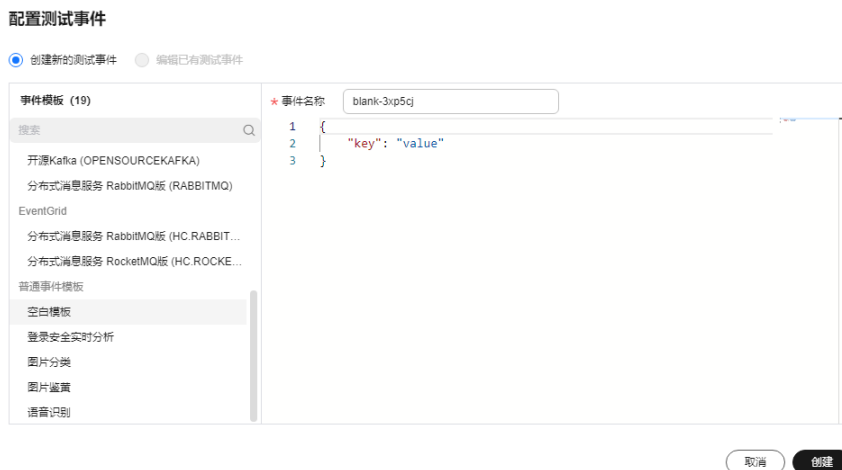 配置测试事件
创建新的测试事件 编辑已有测试事件
事件模板 (19)
搜索
开源Kafka (OPENSOURCEKAFKA)
分布式消息服务 RabbitMQ版 (RABBITMQ)
EventGrid
分布式消息服务 RabbitMQ版 (HC.RABBIT...
分布式消息服务 RocketMQ版 (HC.ROCKE...
普通事件模板
空白模板
登录安全实时分析
图片分类
图片鉴黄
语音识别
* 事件名称 blank-3xp5cj
1 {
2 "key": "value"
3 }
取消 创建